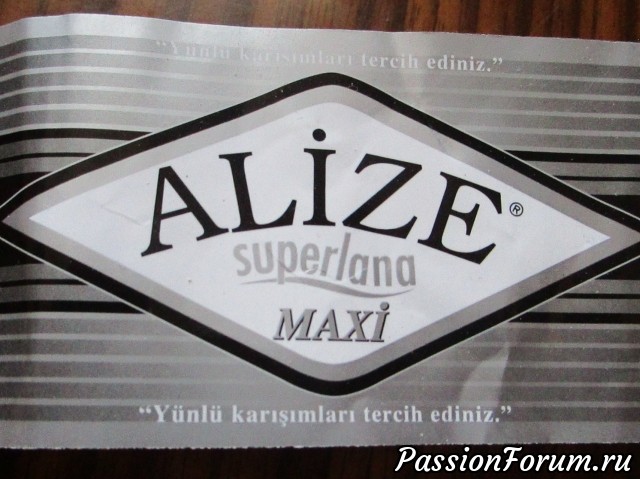 “Yünlü karışımları tercih ediniz.”
ALİZE®
superlana
MAXİ
“Yünlü karışımları tercih ediniz.”
PassionForum.ru